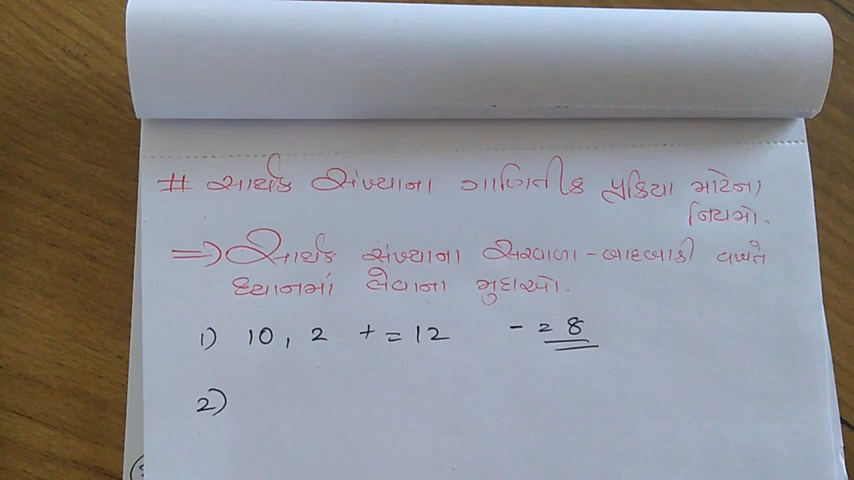 # સાર્થક સંખ્યાના ગાણિતીક પ્રક્રિયા માટેના
નિયમો.
=> સાર્થક સંખ્યાના સરવાળા - બાદબાકી વખતે
ધ્યાનમાં લેવાના મુદ્દાઓ.
1) 10, 2 + = 12 - = 8
2)